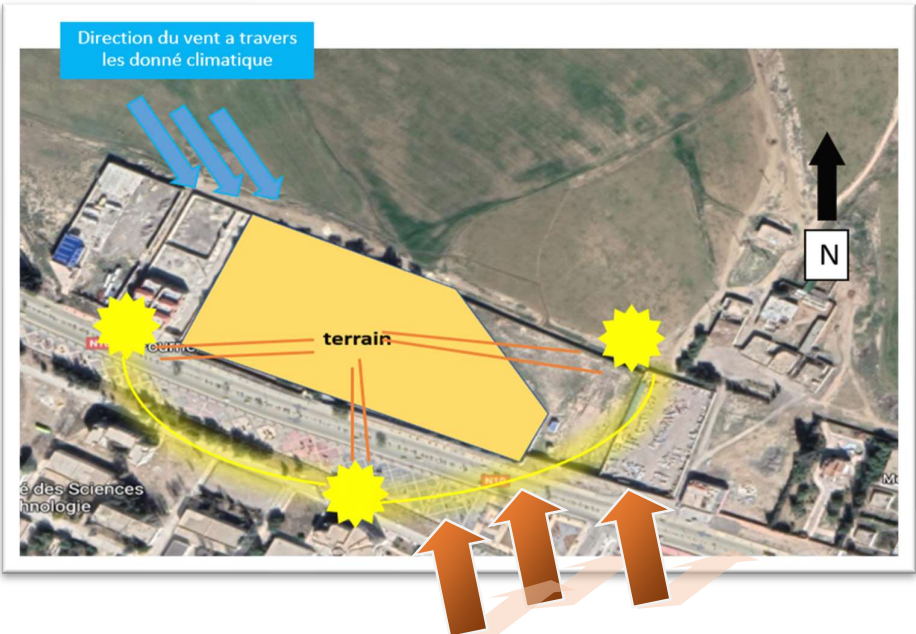 Direction du vent a travers
les donné climatique
N
terrain
é des Sciences
hnologie